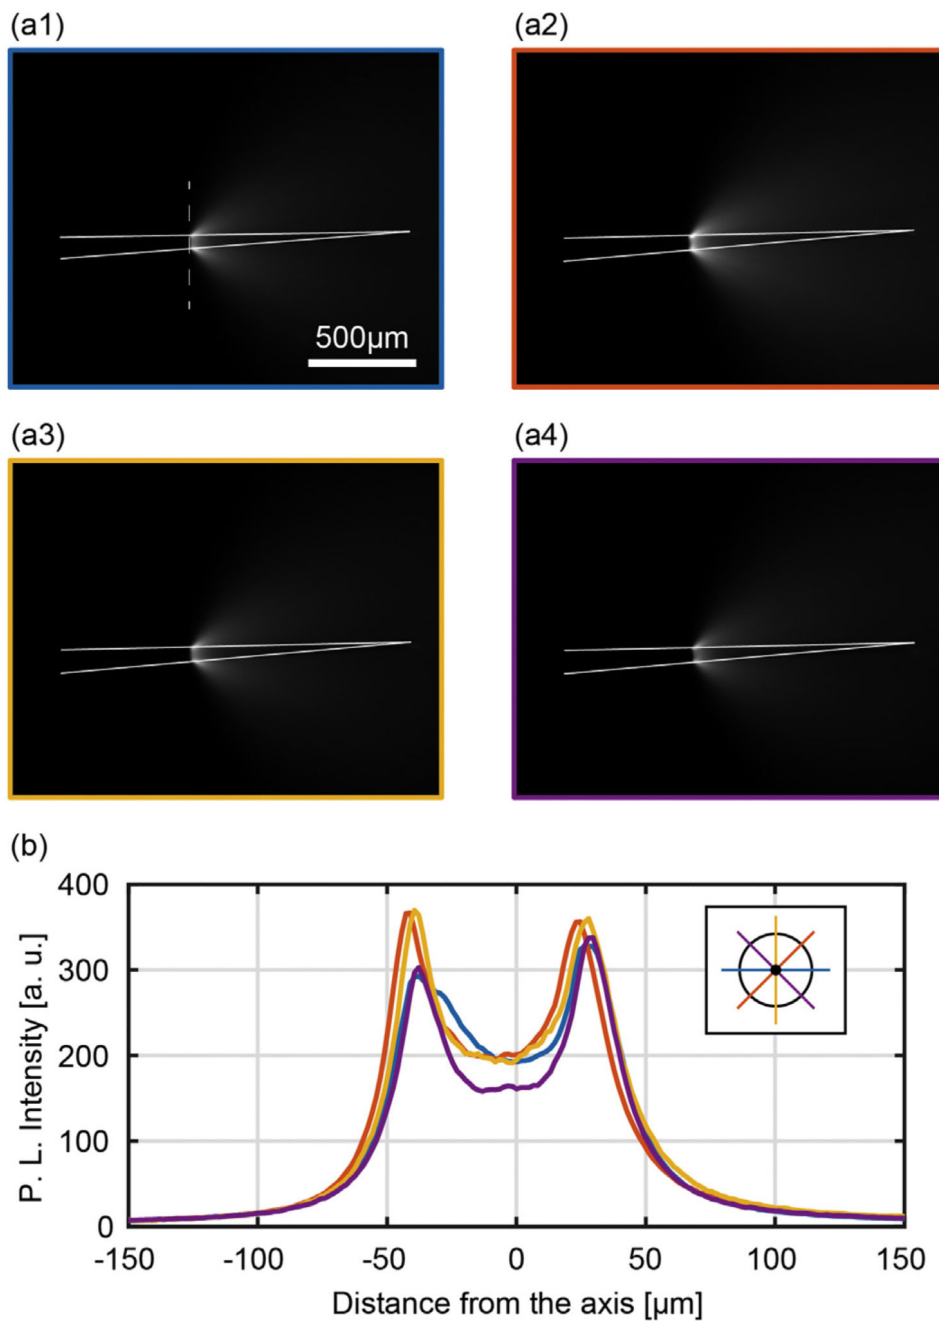 (a1) (a2)
500µm
(a3) (a4)
(b)
400
300
200
100
0
P. L. Intensity [a. u.]
-150 -100 -50 0 50 100 150
Distance from the axis [µm]